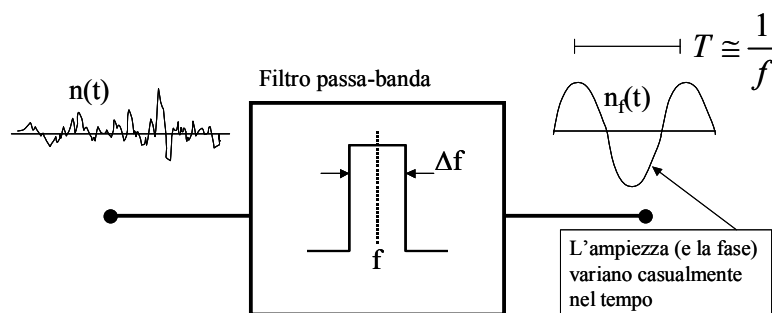 T ≅ 1/f
Filtro passa-banda
n(t)
n_f(t)
Δf
f
L'ampiezza (e la fase)
variano casualmente
nel tempo